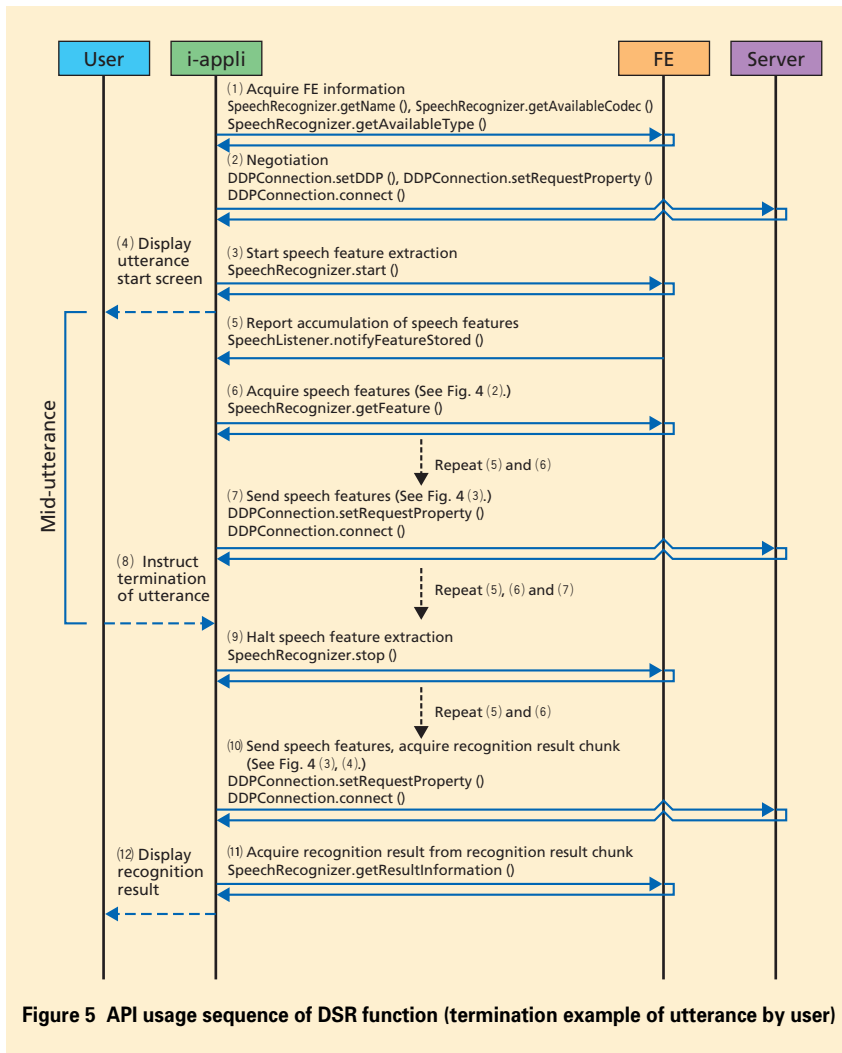 User
i-appli
FE
Server
⑴ Acquire FE information
SpeechRecognizer.getName (), SpeechRecognizer.getAvailableCodec ()
SpeechRecognizer.getAvailableType ()
⑵ Negotiation
DDPConnection.setDDP (), DDPConnection.setRequestProperty ()
DDPConnection.connect ()
⑷ Display
utterance
start screen
⑶ Start speech feature extraction
SpeechRecognizer.start ()
⑸ Report accumulation of speech features
SpeechListener.notifyFeatureStored ()
⑹ Acquire speech features (See Fig. 4 ⑵.)
SpeechRecognizer.getFeature ()
Repeat ⑸ and ⑹
Mid-utterance
⑺ Send speech features (See Fig. 4 ⑶.)
DDPConnection.setRequestProperty ()
DDPConnection.connect ()
⑻ Instruct
termination
of utterance
Repeat ⑸, ⑹ and ⑺
⑼ Halt speech feature extraction
SpeechRecognizer.stop ()
Repeat ⑸ and ⑹
⑽ Send speech features, acquire recognition result chunk
(See Fig. 4 ⑶, ⑷.)
DDPConnection.setRequestProperty ()
DDPConnection.connect ()
⑿ Display
recognition
result
⑾ Acquire recognition result from recognition result chunk
SpeechRecognizer.getResultInformation ()
Figure 5 API usage sequence of DSR function (termination example of utterance by user)